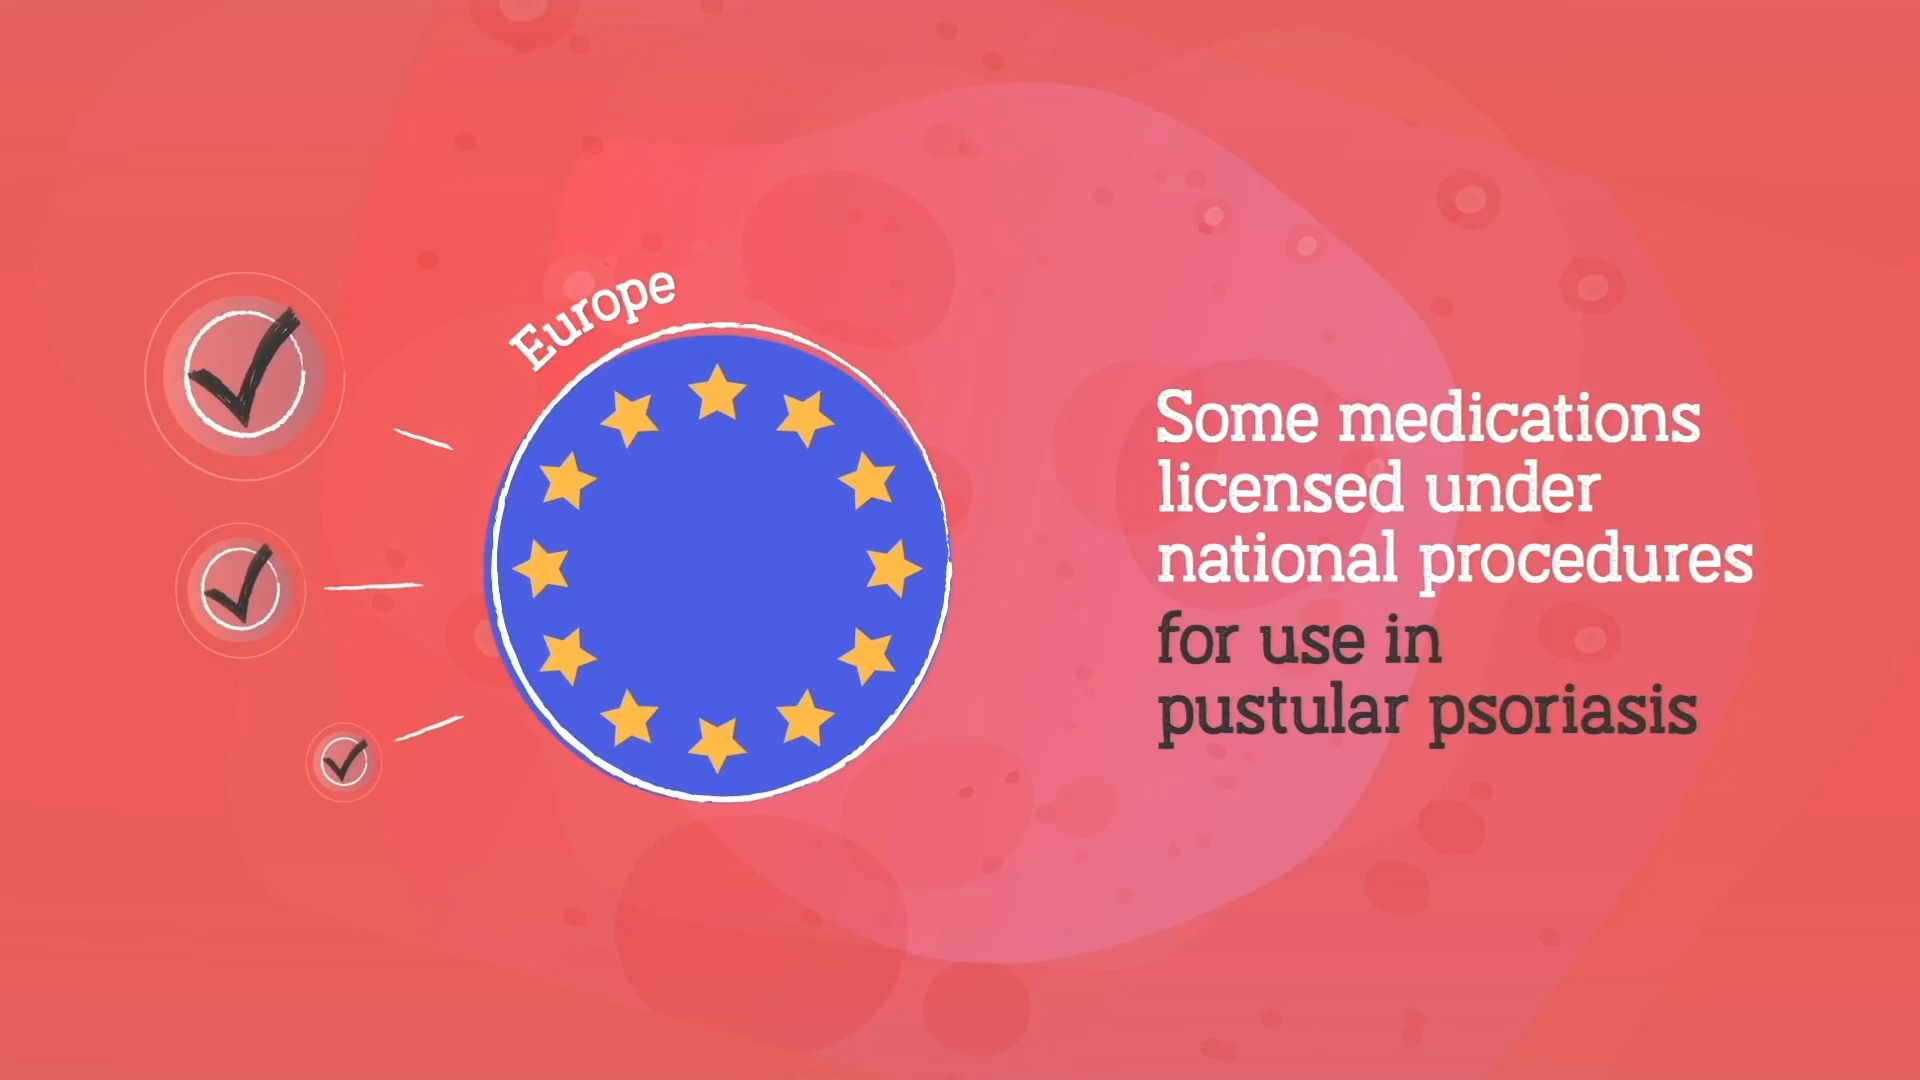 Europe
Some medications
licensed under
national procedures
for use in
pustular psoriasis